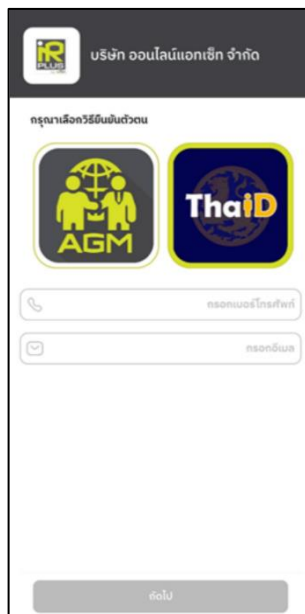 iR
PLUS
บริษัท ออนไลน์แอทเซ็ท จำกัด
กรุณาเลือกวิธียืนยันตัวตน
AGM
ThaiD
กรอกเบอร์โทรศัพท์
กรอกอีเมล
ถัดไป